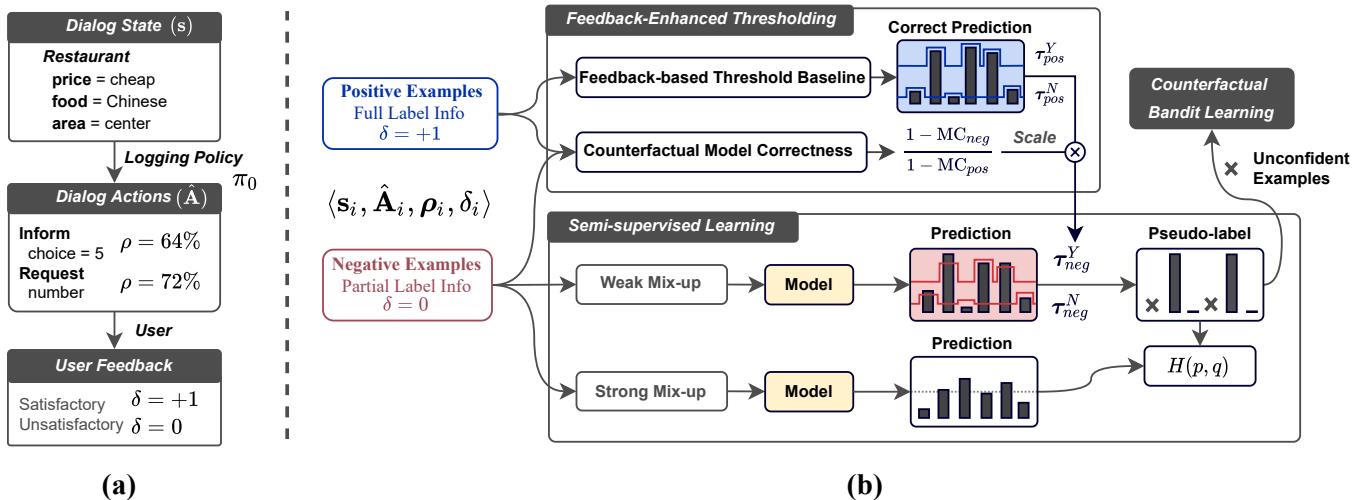 Dialog State (s)
Restaurant
price = cheap
food = Chinese
area = center
Logging Policy
π₀
Dialog Actions (Â)
Inform
choice = 5
ρ = 64%
Request
number
ρ = 72%
User
User Feedback
Satisfactory δ = +1
Unsatisfactory δ = 0
(a)
Feedback-Enhanced Thresholding
Correct Prediction
Positive Examples
Full Label Info
δ = +1
Feedback-based Threshold Baseline
τ^Y_pos
τ^N_pos
Counterfactual Model Correctness
1 − MC_neg
1 − MC_pos
Scale
⊗
⟨s_i, Â_i, ρ_i, δ_i⟩
Counterfactual
Bandit Learning
Unconfident
Examples
Semi-supervised Learning
Negative Examples
Partial Label Info
δ = 0
Weak Mix-up
Model
Prediction
τ^Y_neg
τ^N_neg
Pseudo-label
Strong Mix-up
Model
Prediction
H(p, q)
(b)